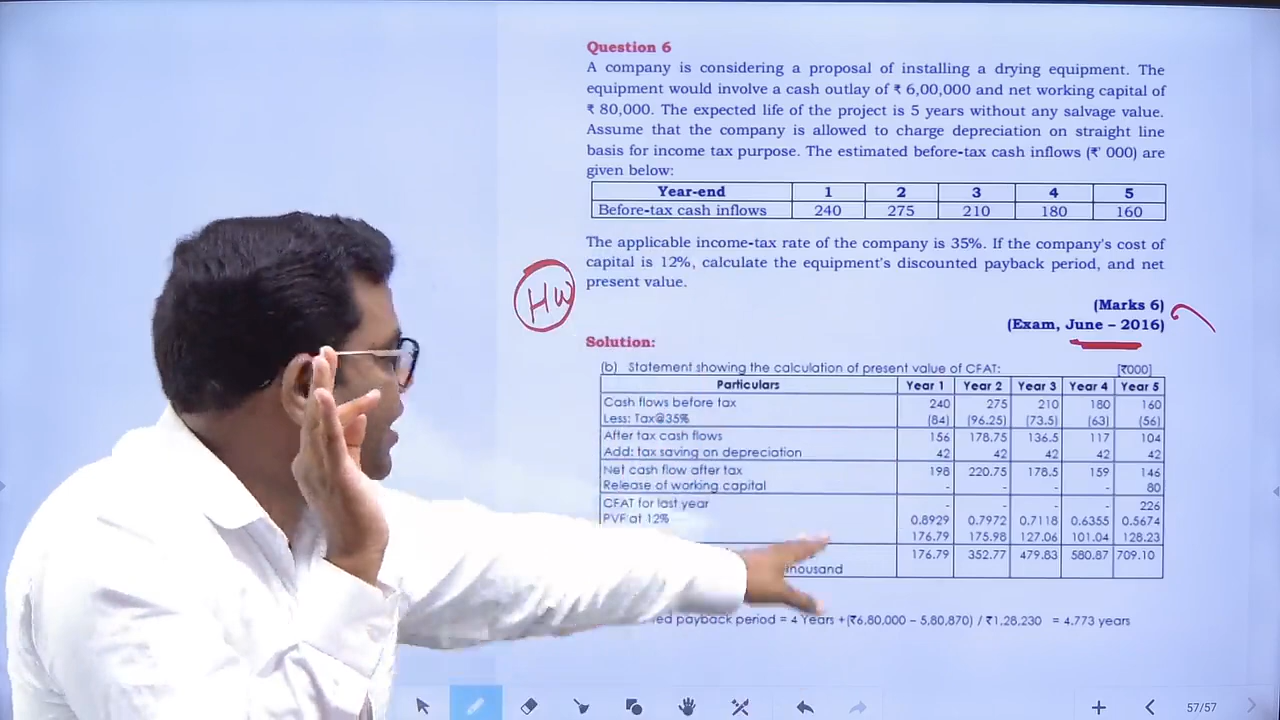 Question 6
A company is considering a proposal of installing a drying equipment. The
equipment would involve a cash outlay of ₹ 6,00,000 and net working capital of
₹ 80,000. The expected life of the project is 5 years without any salvage value.
Assume that the company is allowed to charge depreciation on straight line
basis for income tax purpose. The estimated before-tax cash inflows (₹' 000) are
given below:
Year-end 1 2 3 4 5
Before-tax cash inflows 240 275 210 180 160
The applicable income-tax rate of the company is 35%. If the company's cost of
capital is 12%, calculate the equipment's discounted payback period, and net
present value.
HW
(Marks 6)
(Exam, June – 2016)
Solution:
(b) Statement showing the calculation of present value of CFAT: [₹000]
Particulars Year 1 Year 2 Year 3 Year 4 Year 5
Cash flows before tax 240 275 210 180 160
Less: Tax@35% (84) (96.25) (73.5) (63) (56)
After tax cash flows 156 178.75 136.5 117 104
Add: tax saving on depreciation 42 42 42 42 42
Net cash flow after tax 198 220.75 178.5 159 146
Release of working capital - - - - 80
CFAT for last year - - - - 226
PVF at 12% 0.8929 0.7972 0.7118 0.6355 0.5674
176.79 175.98 127.06 101.04 128.23
176.79 352.77 479.83 580.87 709.10
payback period = 4 Years +(₹6,80,000 – 5,80,870) / ₹1,28,230 = 4.773 years
57/57